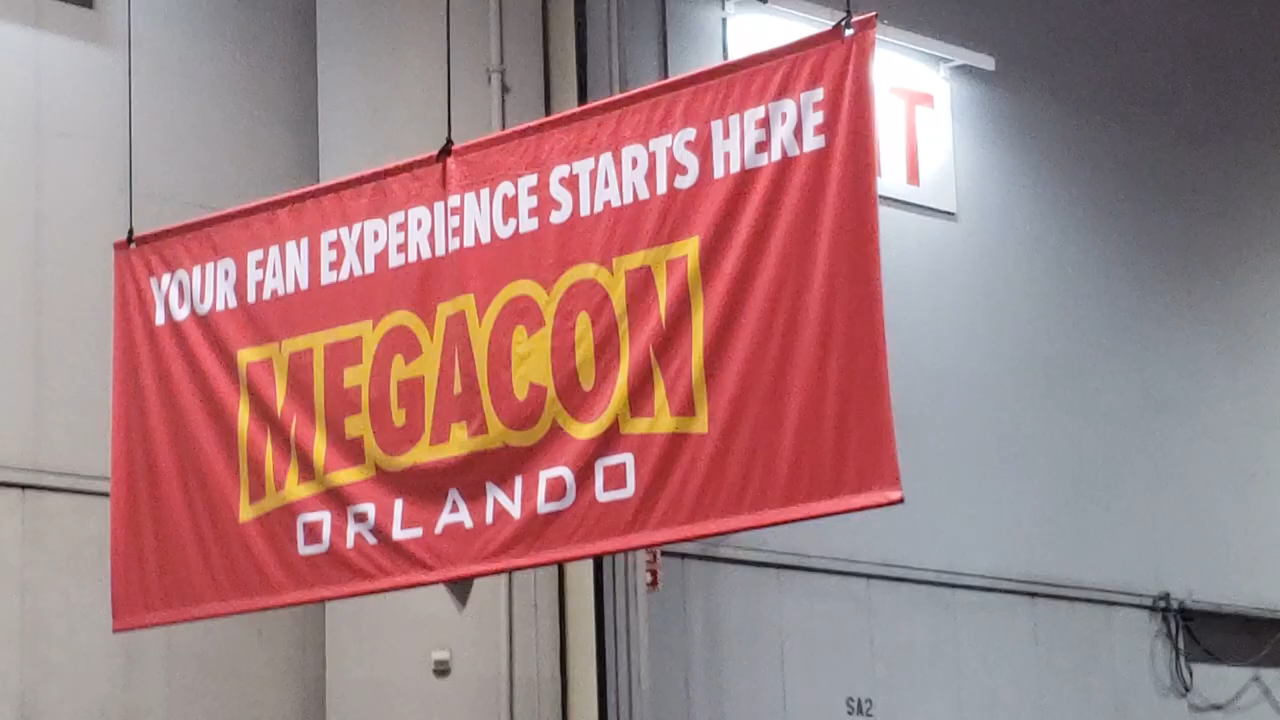 YOUR FAN EXPERIENCE STARTS HERE
MEGACON
ORLANDO
T
SA2